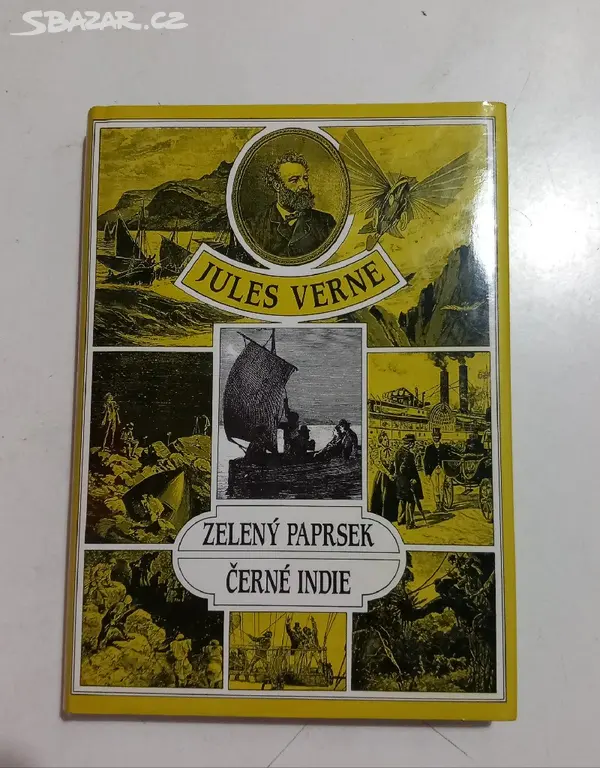 SBAZAR.CZ
JULES VERNE
ZELENÝ PAPRSEK
ČERNÉ INDIE